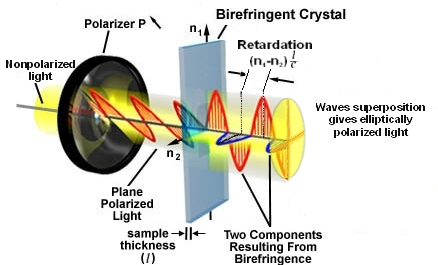 Polarizer P
Birefringent Crystal
n1
Retardation
(n1-n2) l/c
Nonpolarized
light
Waves superposition
gives elliptically
polarized light
n2
Plane
Polarized
Light
sample
thickness
(l)
Two Components
Resulting From
Birefringence